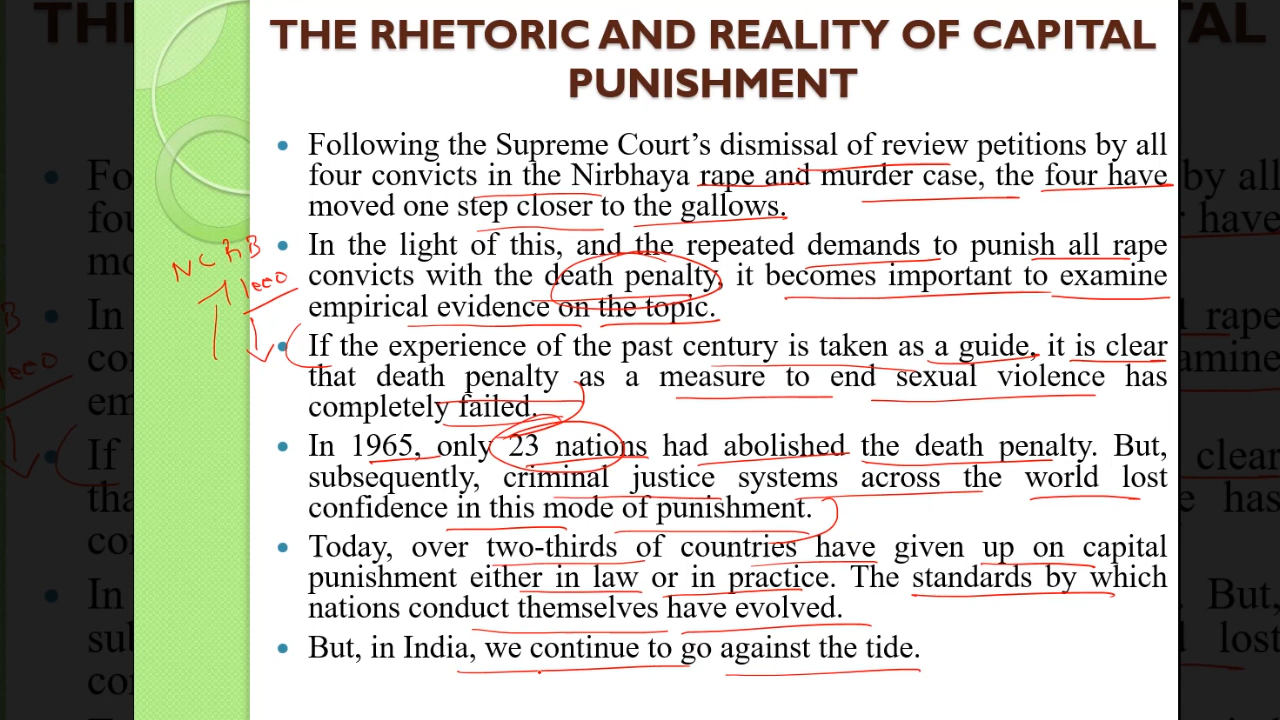 THE RHETORIC AND REALITY OF CAPITAL
PUNISHMENT
• Following the Supreme Court's dismissal of review petitions by all
four convicts in the Nirbhaya rape and murder case, the four have
moved one step closer to the gallows.
• In the light of this, and the repeated demands to punish all rape
convicts with the death penalty, it becomes important to examine
empirical evidence on the topic.
NCRB
1000
• If the experience of the past century is taken as a guide, it is clear
that death penalty as a measure to end sexual violence has
completely failed.
• In 1965, only 23 nations had abolished the death penalty. But,
subsequently, criminal justice systems across the world lost
confidence in this mode of punishment.
• Today, over two-thirds of countries have given up on capital
punishment either in law or in practice. The standards by which
nations conduct themselves have evolved.
• But, in India, we continue to go against the tide.